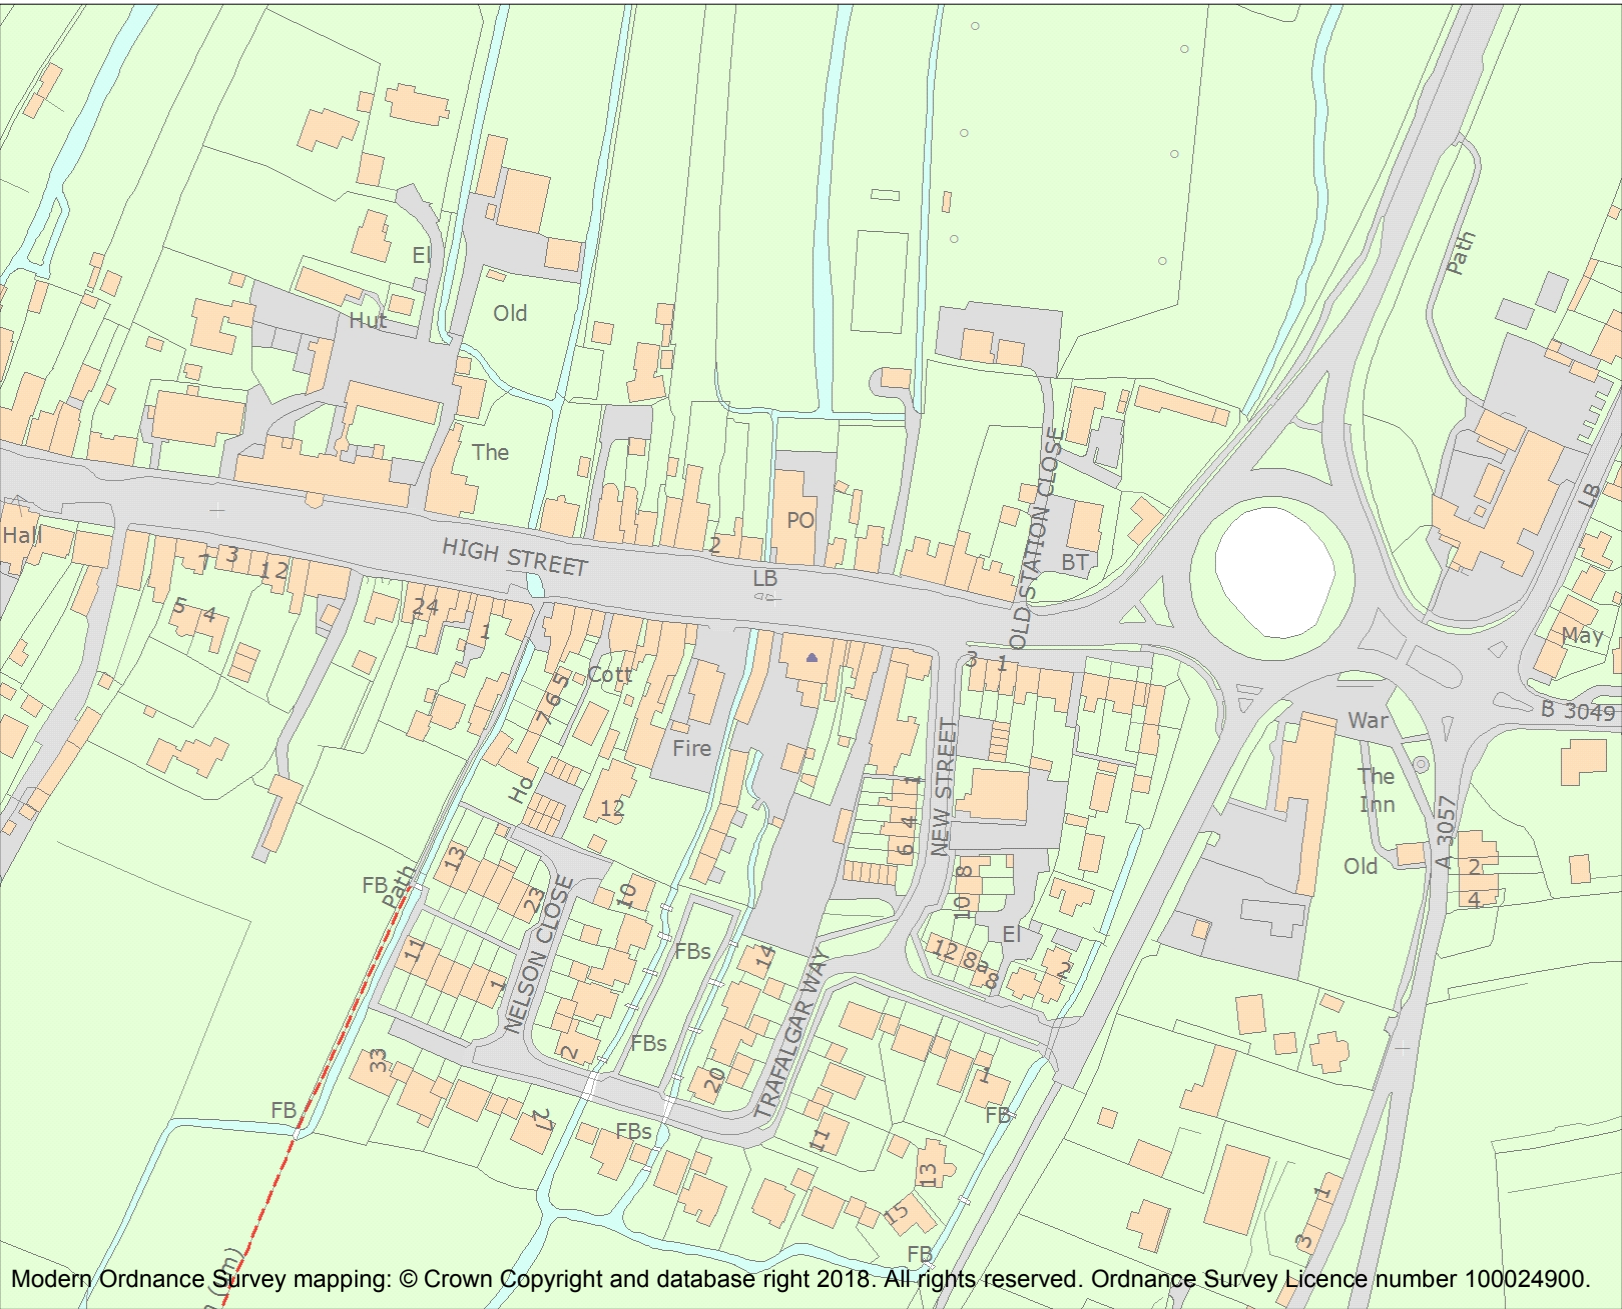 Path
El
Old
Hut
The
OLD STATION CLOSE
LB
PO
Hall
HIGH STREET
2
BT
7
3
1 2
LB
5
4
24
1
May
3
1
Cott
7 6 5
B 3049
War
Fire
The
Inn
NEW STREET
1
Ho
12
4
6
A 3057
13
Old
2
FB
Path
23
10
8
10
4
11
FBs
14
12
8a
8
El
2
1
NELSON CLOSE
TRAFALGAR WAY
2
FBs
33
20
1
FB
27
FBs
11
FB
13
1
15
3
FB
Modern Ordnance Survey mapping: © Crown Copyright and database right 2018. All rights reserved. Ordnance Survey Licence number 100024900.